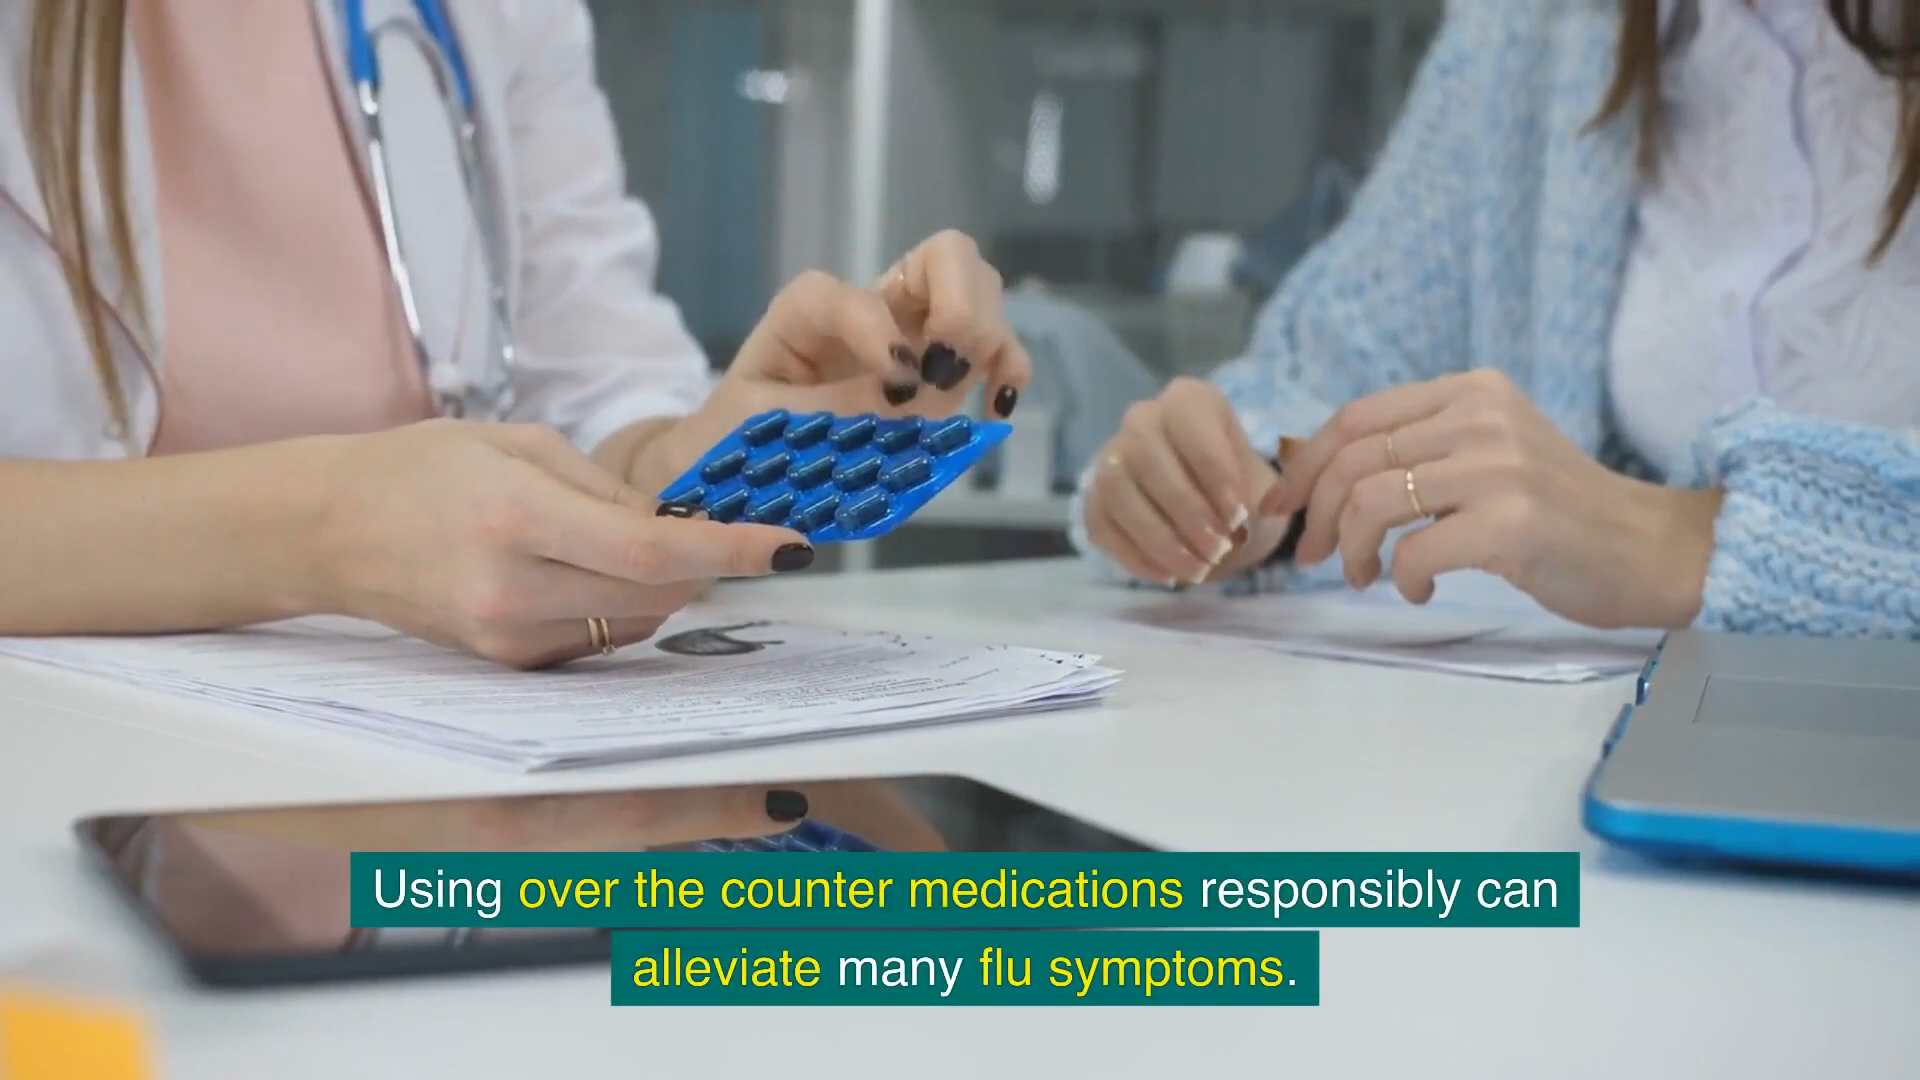 Using over the counter medications responsibly can
alleviate many flu symptoms.